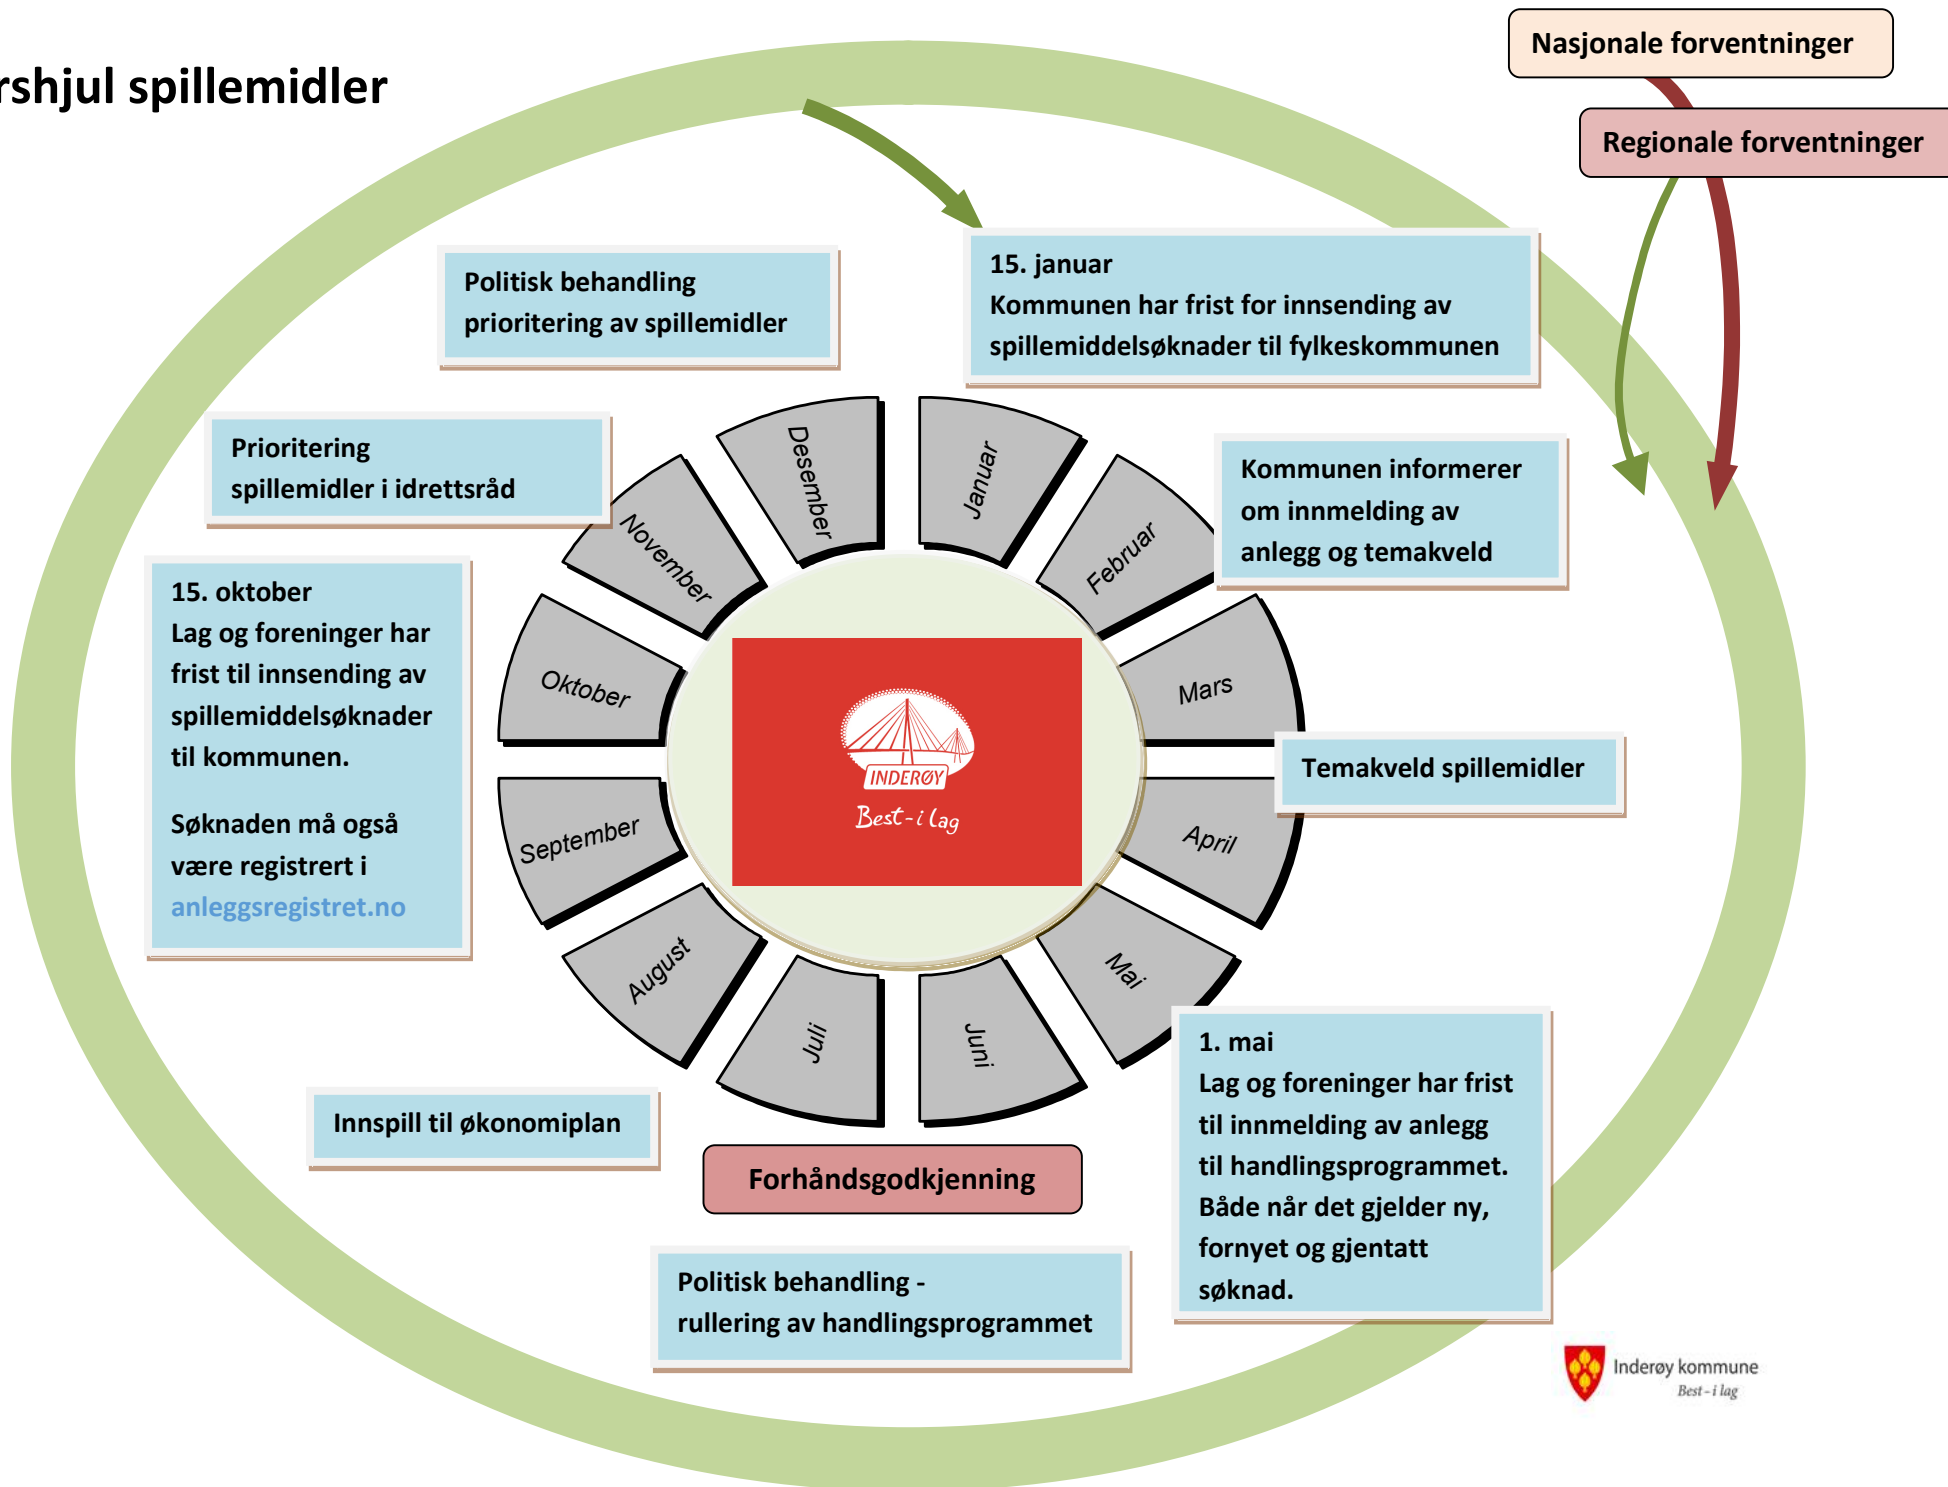 rshjul spillemidler
Nasjonale forventninger
Regionale forventninger
Politisk behandling
prioritering av spillemidler
15. januar
Kommunen har frist for innsending av
spillemiddelsøknader til fylkeskommunen
Prioritering
spillemidler i idrettsråd
Kommunen informerer
om innmelding av
anlegg og temakveld
15. oktober
Lag og foreninger har
frist til innsending av
spillemiddelsøknader
til kommunen.
Søknaden må også
være registrert i
anleggsregistret.no
Desember
Januar
November
Februar
Oktober
Mars
September
April
August
Mai
Juli
Juni
INDERØY
Best-i lag
Temakveld spillemidler
1. mai
Lag og foreninger har frist
til innmelding av anlegg
til handlingsprogrammet.
Både når det gjelder ny,
fornyet og gjentatt
søknad.
Innspill til økonomiplan
Forhåndsgodkjenning
Politisk behandling -
rullering av handlingsprogrammet
Inderøy kommune
Best - i lag